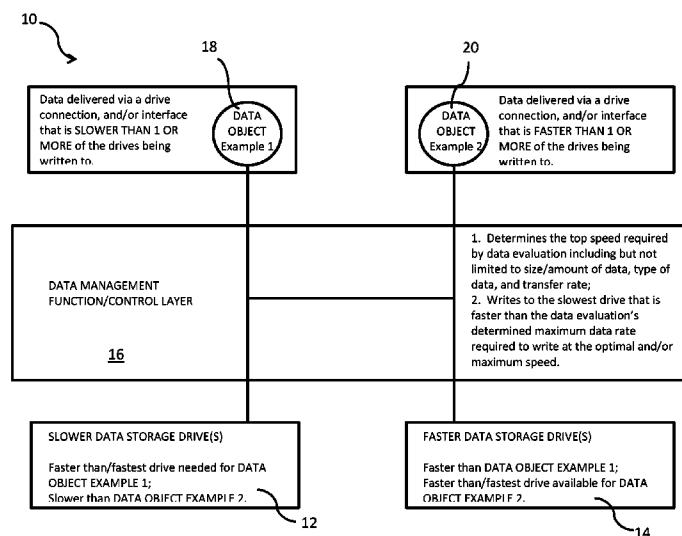 10
18
20
Data delivered via a drive
connection, and/or interface
that is SLOWER THAN 1 OR
MORE of the drives being
written to.
DATA
OBJECT
Example 1
DATA
OBJECT
Example 2
Data delivered via a drive
connection, and/or interface
that is FASTER THAN 1 OR
MORE of the drives being
written to.
DATA MANAGEMENT
FUNCTION/CONTROL LAYER
16
1. Determines the top speed required
by data evaluation including but not
limited to size/amount of data, type of
data, and transfer rate;
2. Writes to the slowest drive that is
faster than the data evaluation's
determined maximum data rate
required to write at the optimal and/or
maximum speed.
SLOWER DATA STORAGE DRIVE(S)
Faster than/fastest drive needed for DATA
OBJECT EXAMPLE 1;
Slower than DATA OBJECT EXAMPLE 2.
12
FASTER DATA STORAGE DRIVE(S)
Faster than DATA OBJECT EXAMPLE 1;
Faster than/fastest drive available for DATA
OBJECT EXAMPLE 2.
14